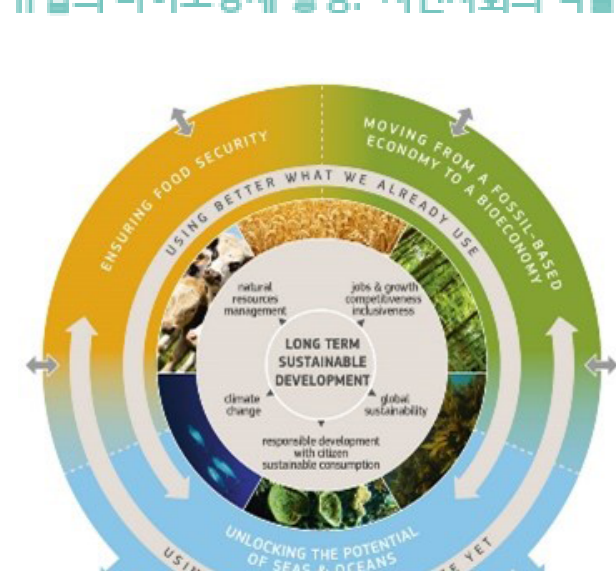 ENSURING FOOD SECURITY
MOVING FROM A FOSSIL-BASED
ECONOMY TO A BIOECONOMY
USING BETTER WHAT WE ALREADY USE
natural
resources
management
jobs & growth
competitiveness
inclusiveness
LONG TERM
SUSTAINABLE
DEVELOPMENT
climate
change
global
sustainability
responsible development
with citizen
sustainable consumption
UNLOCKING THE POTENTIAL
OF SEAS & OCEANS
YET